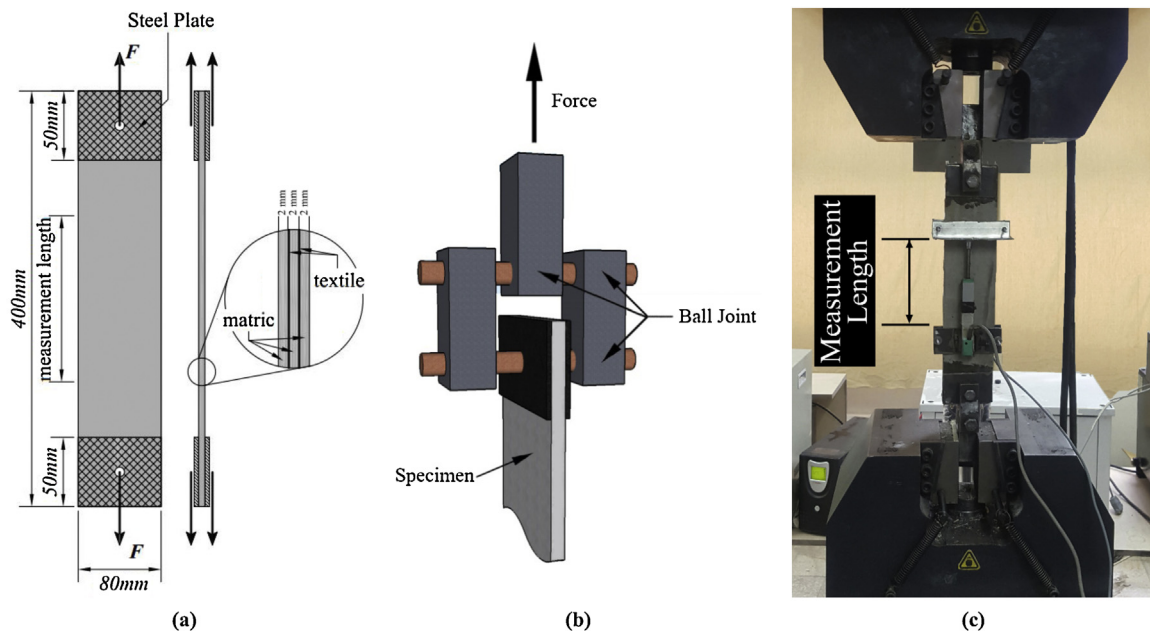 Steel Plate
F
50mm
400mm
measurement length
2 mm
2 mm
2 mm
textile
matric
50mm
F
80mm
(a)
Force
Ball Joint
Specimen
(b)
Measurement
Length
(c)